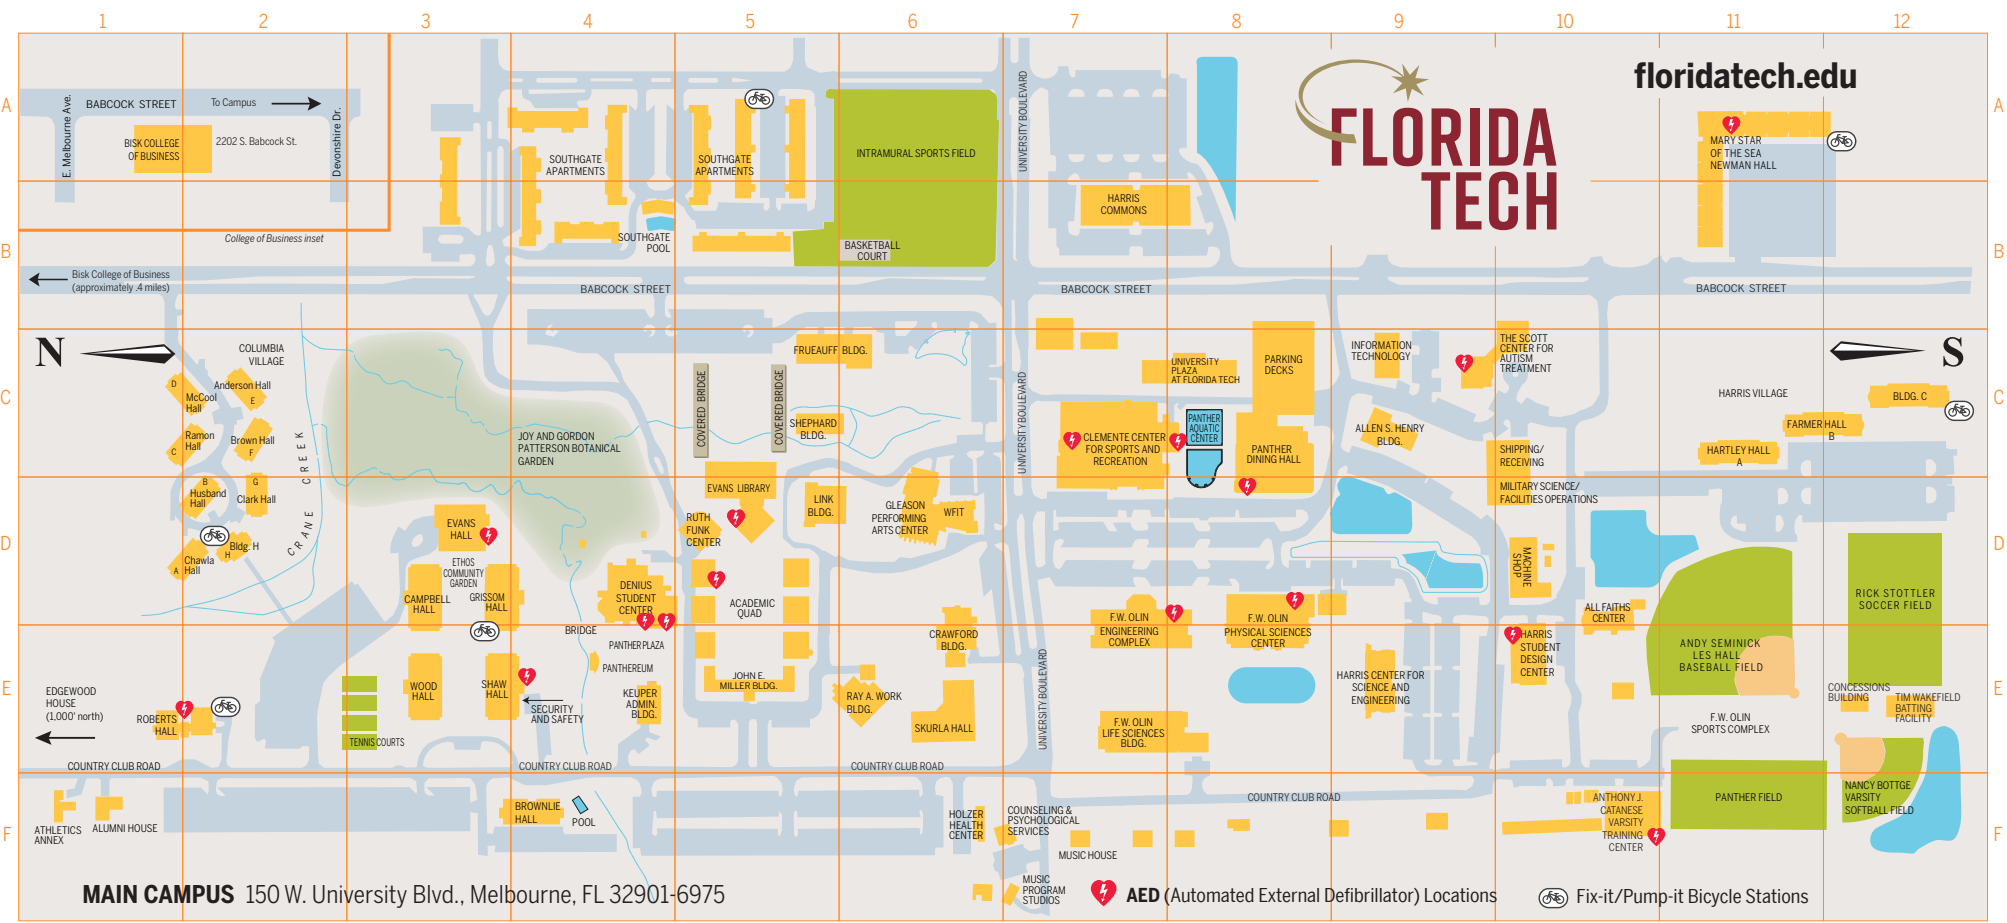 1 2 3 4 5 6 7 8 9 10 11 12
A
B
C
D
E
F
A
B
C
D
E
F
floridatech.edu
FLORIDA
TECH
E. Melbourne Ave.
BABCOCK STREET
To Campus
Devonshire Dr.
BISK COLLEGE
OF BUSINESS
2202 S. Babcock St.
College of Business inset
Bisk College of Business
(approximately .4 miles)
SOUTHGATE
APARTMENTS
SOUTHGATE
APARTMENTS
SOUTHGATE
POOL
INTRAMURAL SPORTS FIELD
BASKETBALL
COURT
UNIVERSITY BOULEVARD
HARRIS
COMMONS
MARY STAR
OF THE SEA
NEWMAN HALL
BABCOCK STREET
BABCOCK STREET
BABCOCK STREET
N
S
COLUMBIA
VILLAGE
D
McCool
Hall
Anderson Hall
E
Ramon
Hall
C
Brown Hall
F
B
Husband
Hall
G
Clark Hall
A
Chawla
Hall
Bldg. H
H
CRANE CREEK
JOY AND GORDON
PATTERSON BOTANICAL
GARDEN
COVERED BRIDGE
COVERED BRIDGE
FRUEAUFF BLDG.
SHEPHARD
BLDG.
EVANS LIBRARY
LINK
BLDG.
RUTH
FUNK
CENTER
GLEASON
PERFORMING
ARTS CENTER
WFIT
UNIVERSITY BOULEVARD
UNIVERSITY
PLAZA
AT FLORIDA TECH
PARKING
DECKS
PANTHER
AQUATIC
CENTER
CLEMENTE CENTER
FOR SPORTS AND
RECREATION
PANTHER
DINING HALL
INFORMATION
TECHNOLOGY
THE SCOTT
CENTER FOR
AUTISM
TREATMENT
ALLEN S. HENRY
BLDG.
SHIPPING/
RECEIVING
MILITARY SCIENCE/
FACILITIES OPERATIONS
HARRIS VILLAGE
BLDG. C
FARMER HALL
B
HARTLEY HALL
A
EVANS
HALL
ETHOS
COMMUNITY
GARDEN
CAMPBELL
HALL
GRISSOM
HALL
WOOD
HALL
SHAW
HALL
DENIUS
STUDENT
CENTER
BRIDGE
PANTHER PLAZA
PANTHEREUM
KEUPER
ADMIN.
BLDG.
SECURITY
AND SAFETY
ACADEMIC
QUAD
JOHN E.
MILLER BLDG.
CRAWFORD
BLDG.
RAY A. WORK
BLDG.
SKURLA HALL
UNIVERSITY BOULEVARD
F.W. OLIN
ENGINEERING
COMPLEX
F.W. OLIN
PHYSICAL SCIENCES
CENTER
F.W. OLIN
LIFE SCIENCES
BLDG.
HARRIS CENTER FOR
SCIENCE AND
ENGINEERING
MACHINE
SHOP
ALL FAITHS
CENTER
HARRIS
STUDENT
DESIGN
CENTER
ANDY SEMINICK
LES HALL
BASEBALL FIELD
RICK STOTTLER
SOCCER FIELD
CONCESSIONS
BUILDING
TIM WAKEFIELD
BATTING
FACILITY
F.W. OLIN
SPORTS COMPLEX
EDGEWOOD
HOUSE
(1,000' north)
ROBERTS
HALL
TENNIS COURTS
COUNTRY CLUB ROAD
COUNTRY CLUB ROAD
COUNTRY CLUB ROAD
COUNTRY CLUB ROAD
ATHLETICS
ANNEX
ALUMNI HOUSE
BROWNLIE
HALL
POOL
HOLZER
HEALTH
CENTER
COUNSELING &
PSYCHOLOGICAL
SERVICES
MUSIC HOUSE
MUSIC
PROGRAM
STUDIOS
ANTHONY J.
CATANESE
VARSITY
TRAINING
CENTER
PANTHER FIELD
NANCY BOTTGE
VARSITY
SOFTBALL FIELD
MAIN CAMPUS 150 W. University Blvd., Melbourne, FL 32901-6975
AED (Automated External Defibrillator) Locations
Fix-it/Pump-it Bicycle Stations